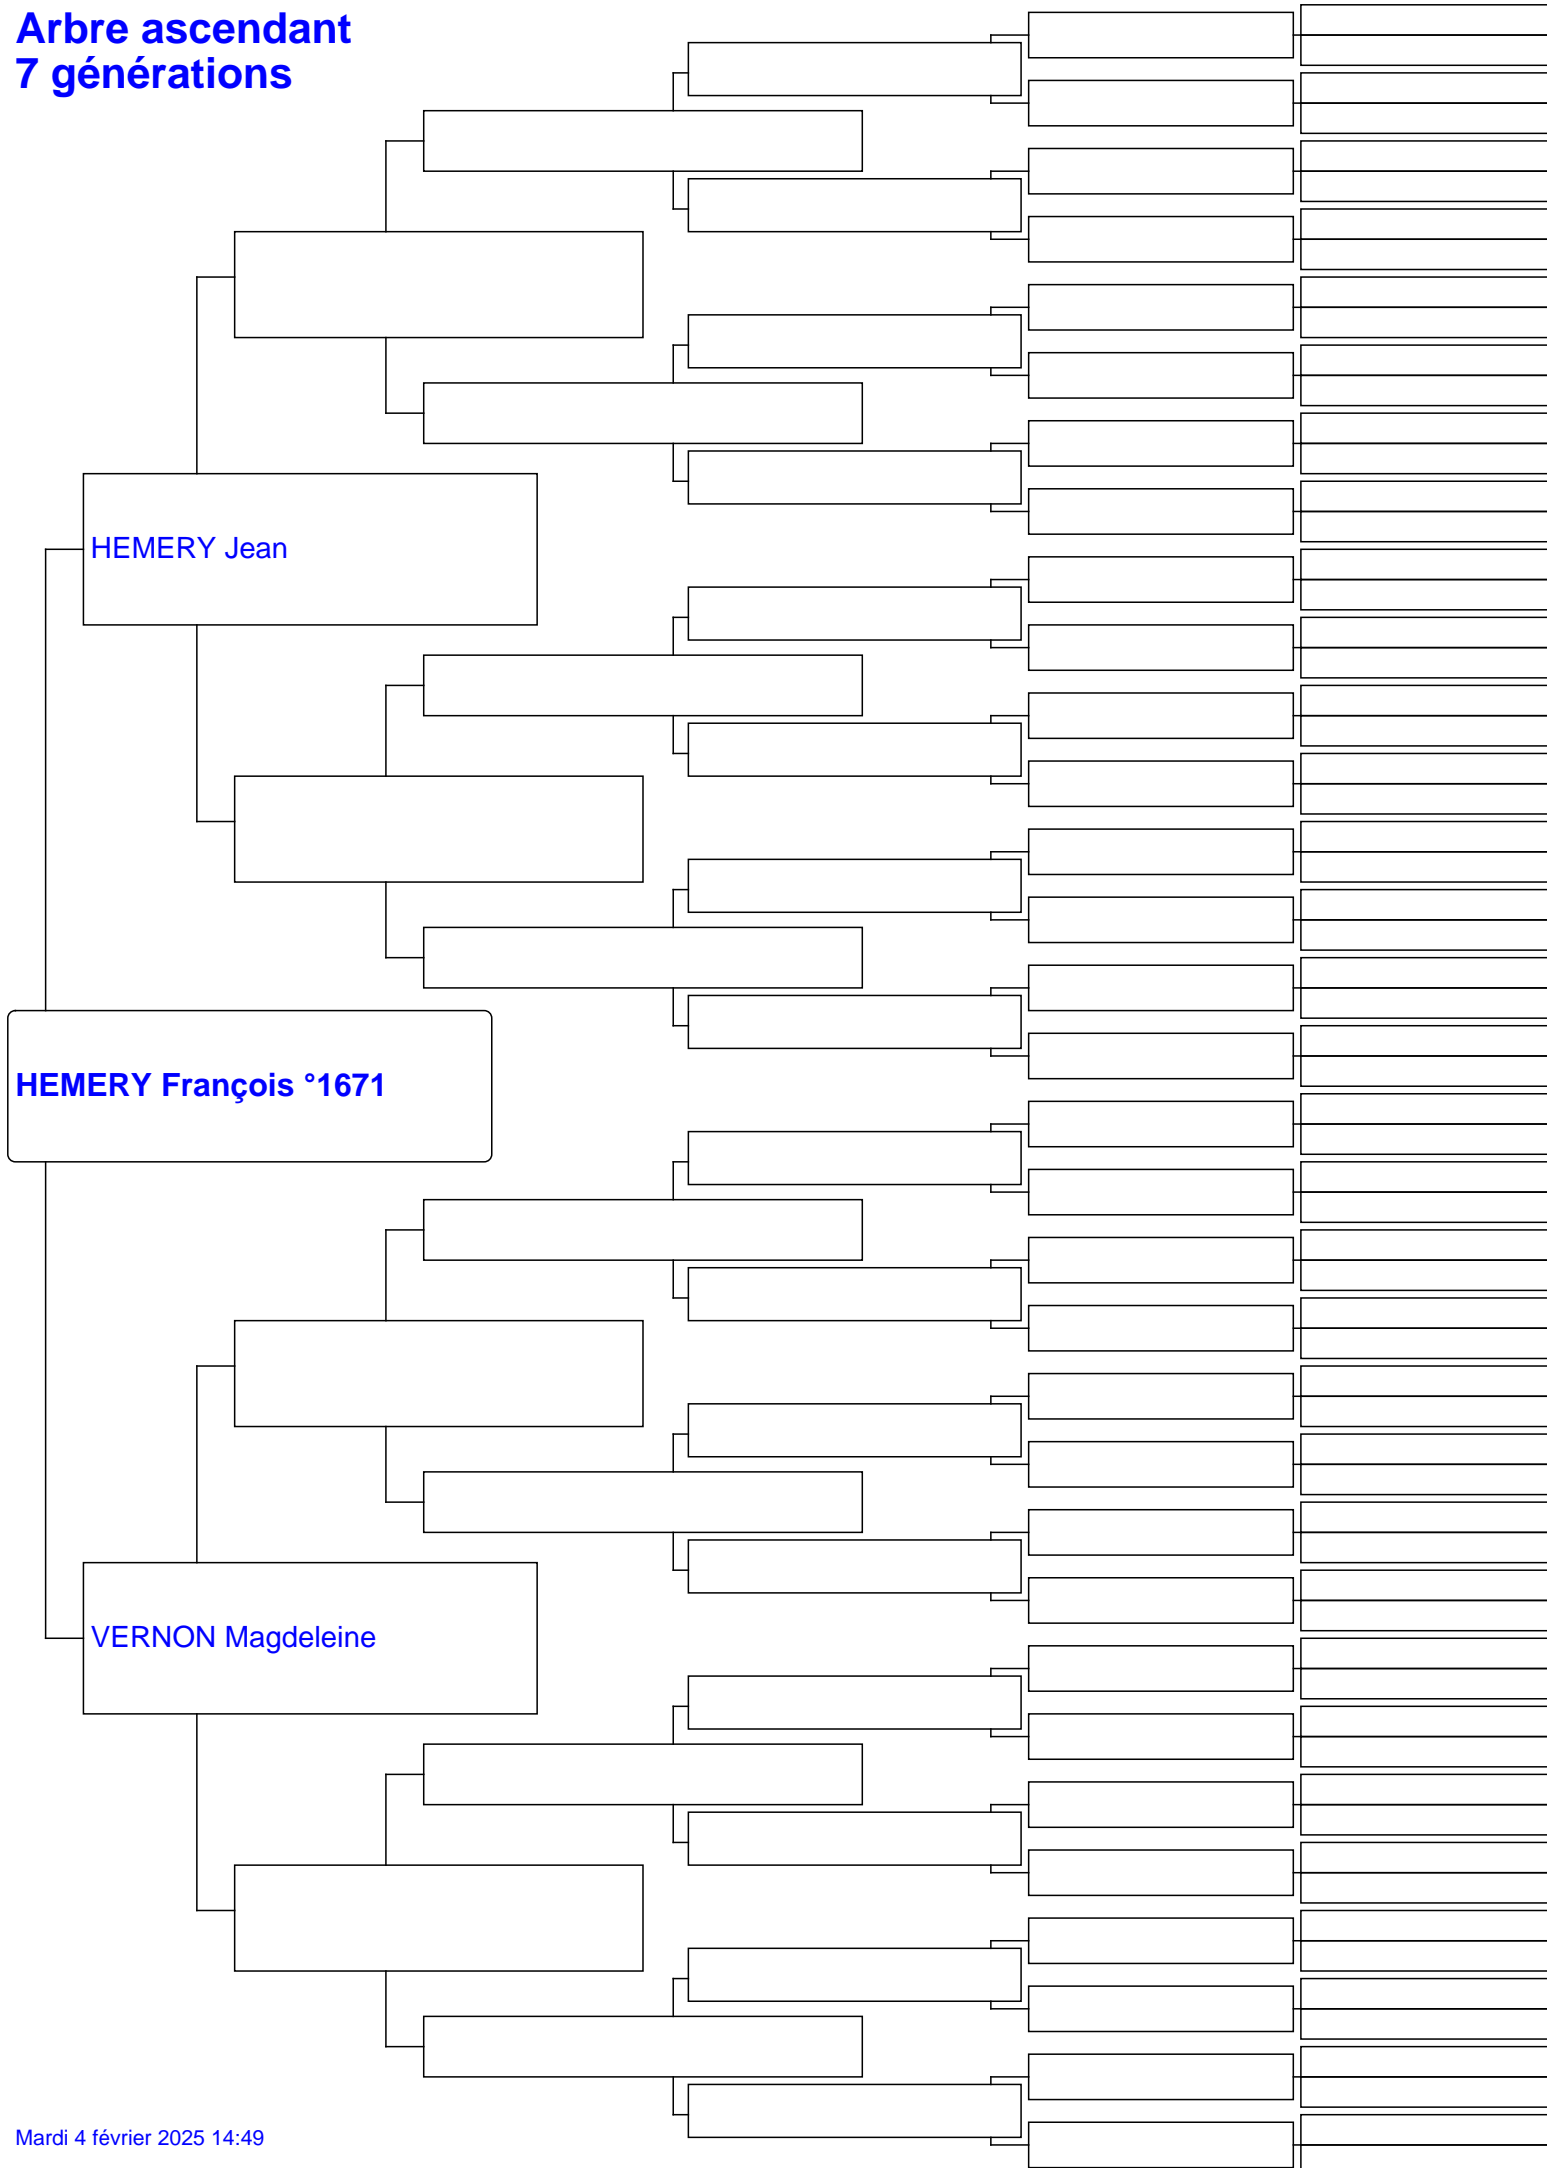 Arbre ascendant
7 générations
HEMERY Jean
HEMERY François °1671
VERNON Magdeleine
Mardi 4 février 2025 14:49